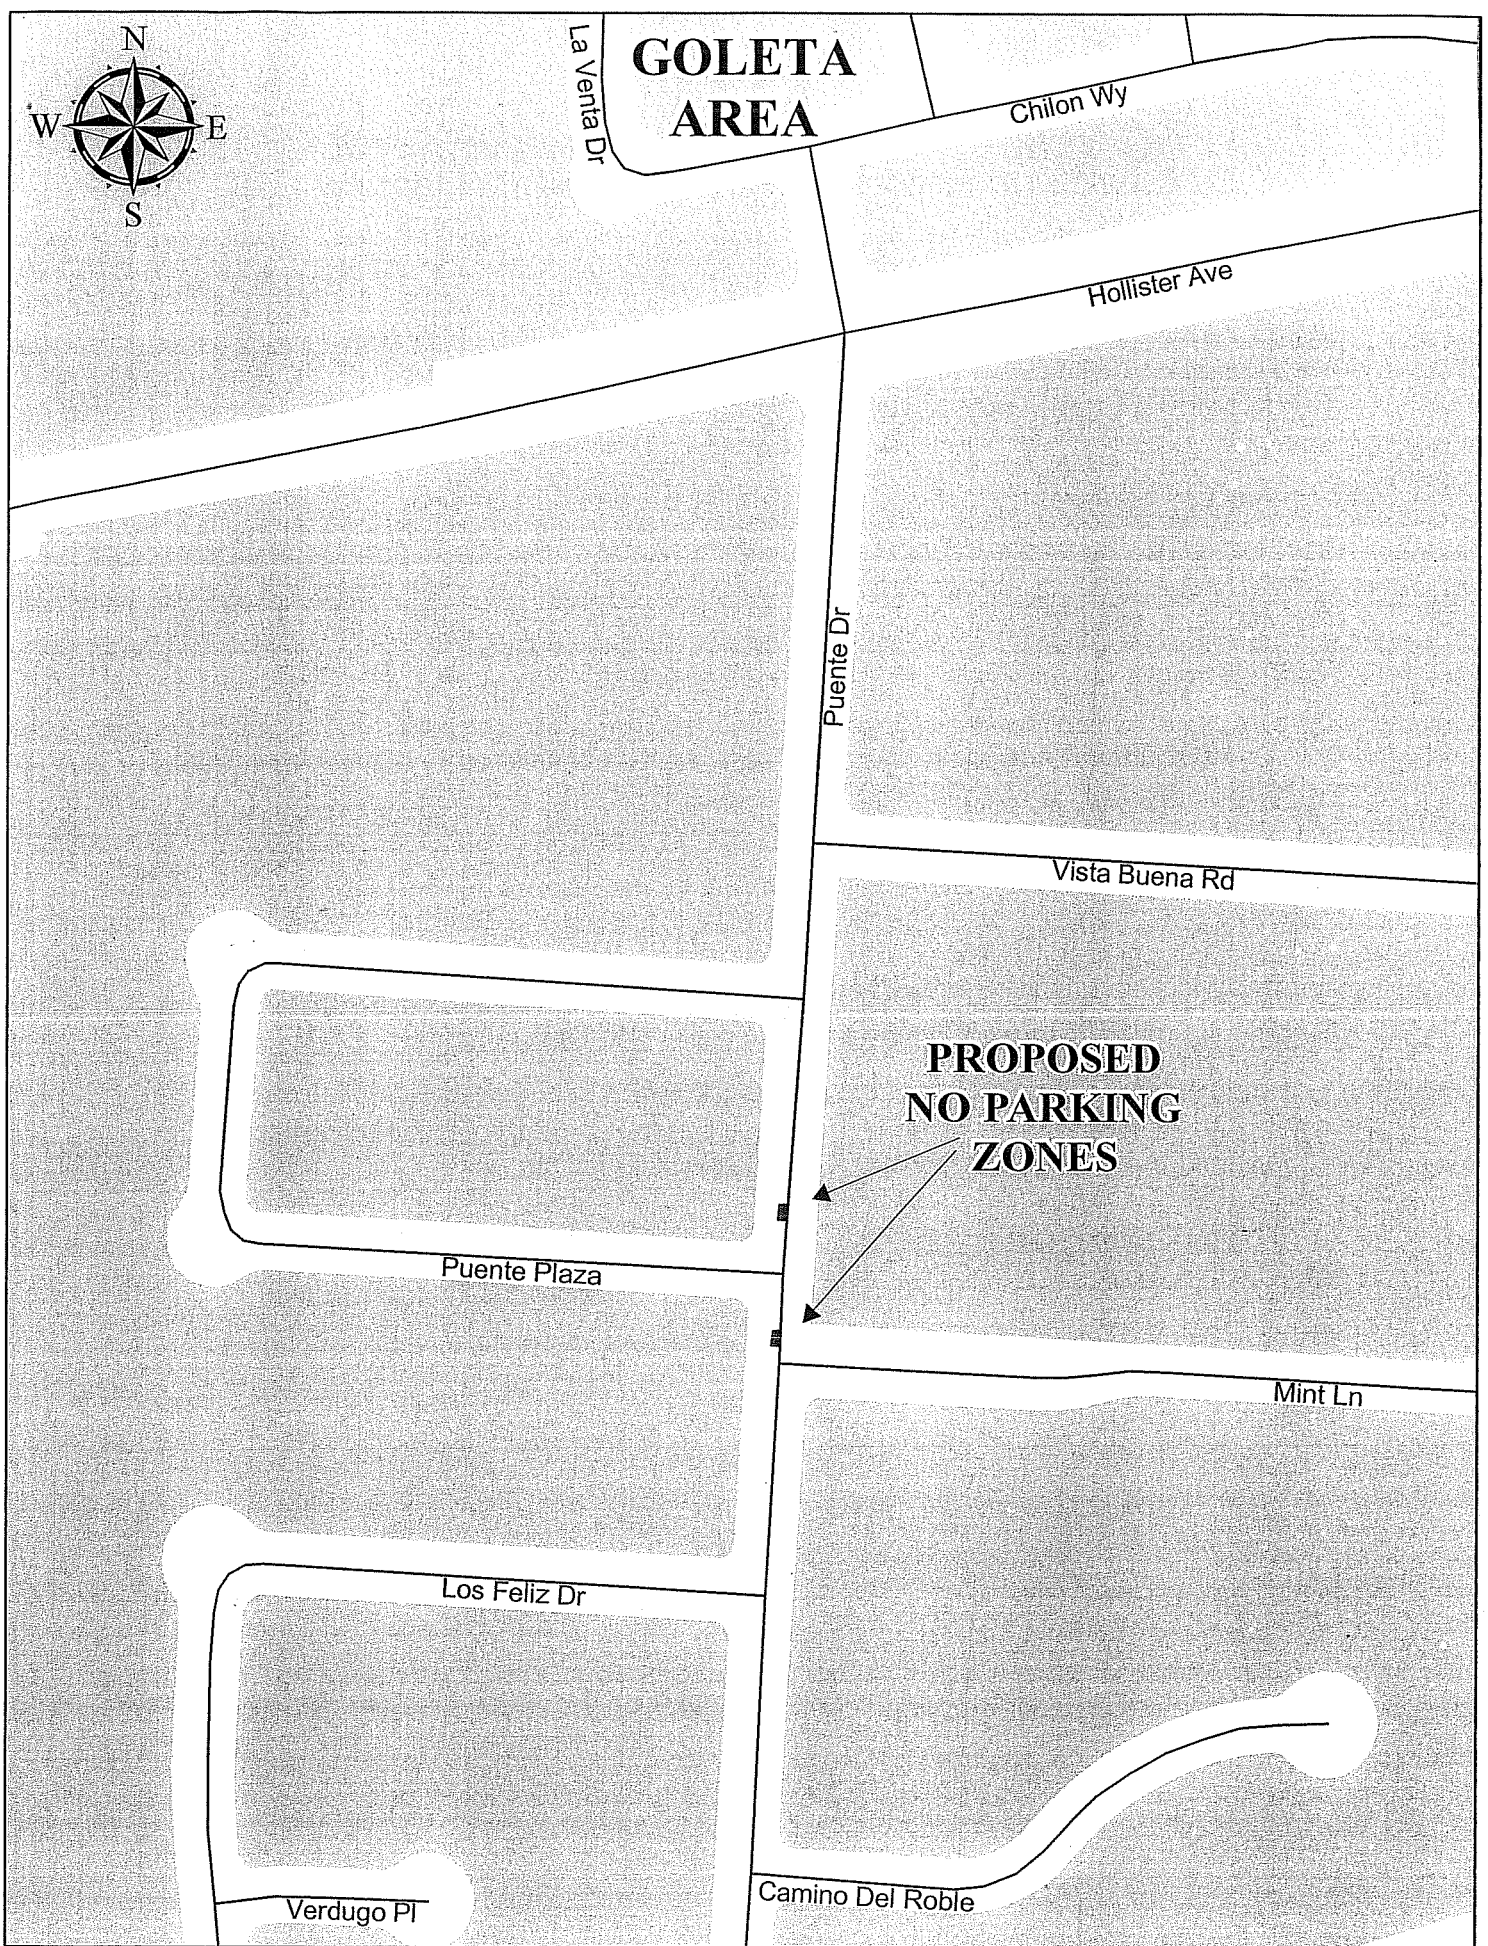 N
W
E
S
La Venta Dr
GOLETA
AREA
Chilon Wy
Hollister Ave
Puente Dr
Vista Buena Rd
PROPOSED
NO PARKING
ZONES
Puente Plaza
Mint Ln
Los Feliz Dr
Verdugo Pl
Camino Del Roble